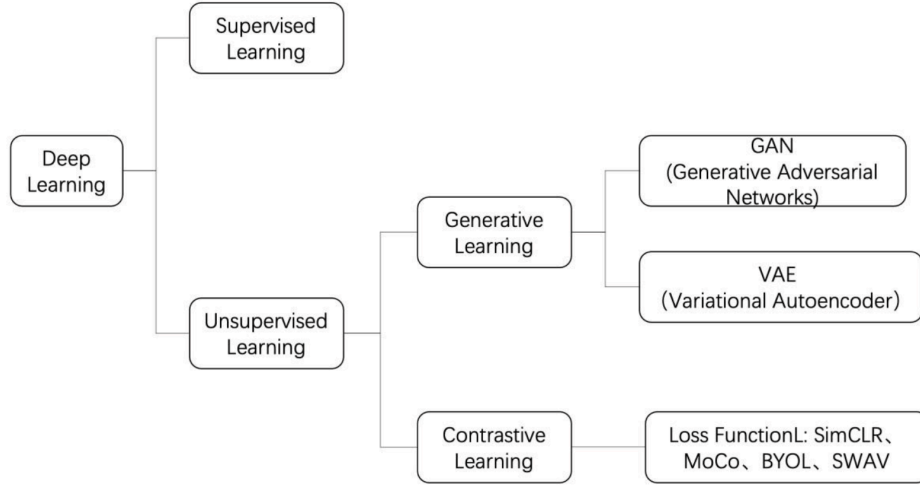 Supervised
Learning
Deep
Learning
GAN
(Generative Adversarial
Networks)
Generative
Learning
VAE
（Variational Autoencoder）
Unsupervised
Learning
Contrastive
Learning
Loss FunctionL: SimCLR、
MoCo、BYOL、SWAV